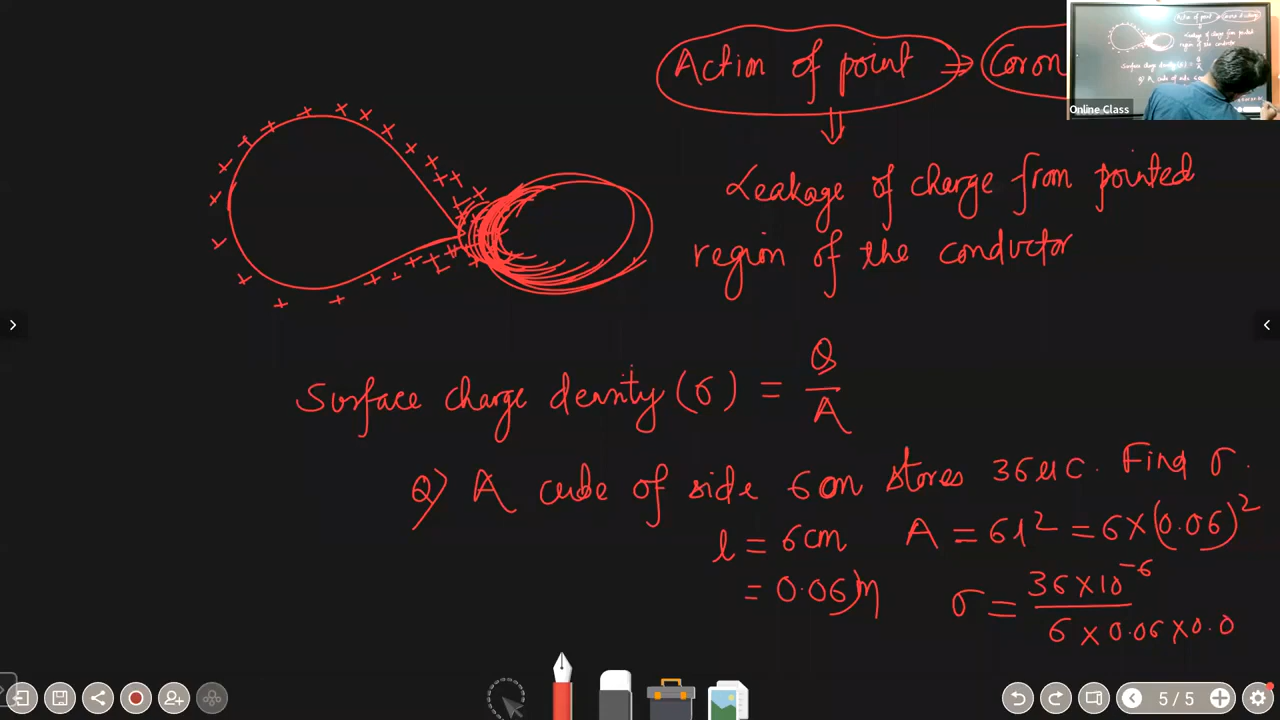 Action of point ⇒ Coron
⇓
Leakage of charge from pointed
region of the conductor
Surface charge density (σ) = Q/A
Q) A cube of side 6cm stores 36μC. Find σ.
l = 6cm A = 6l² = 6×(0.06)²
= 0.06m σ = 36×10⁻⁶ / 6×0.06×0.0
Online Class
5/5